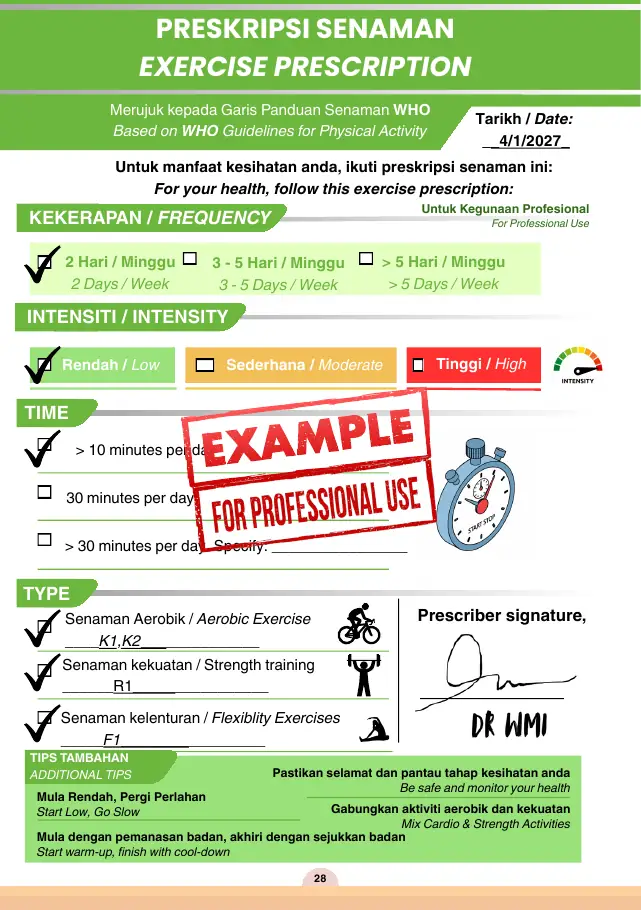 PRESKRIPSI SENAMAN
EXERCISE PRESCRIPTION
Merujuk kepada Garis Panduan Senaman WHO
Based on WHO Guidelines for Physical Activity
Tarikh / Date:
_ _4/1/2027_
Untuk manfaat kesihatan anda, ikuti preskripsi senaman ini:
For your health, follow this exercise prescription:
Untuk Kegunaan Profesional
For Professional Use
KEKERAPAN / FREQUENCY
2 Hari / Minggu
2 Days / Week
3 - 5 Hari / Minggu
3 - 5 Days / Week
> 5 Hari / Minggu
> 5 Days / Week
INTENSITI / INTENSITY
Rendah / Low
Sederhana / Moderate
Tinggi / High
INTENSITY
TIME
> 10 minutes per da
30 minutes per day
> 30 minutes per day Specify: _________________
EXAMPLE
FOR PROFESSIONAL USE
START STOP
TYPE
Senaman Aerobik / Aerobic Exercise
____K1,K2______________
Senaman kekuatan / Strength training
______R1________________
Senaman kelenturan / Flexiblity Exercises
_____F1_________________
Prescriber signature,
DR WMI
TIPS TAMBAHAN
ADDITIONAL TIPS
Mula Rendah, Pergi Perlahan
Start Low, Go Slow
Pastikan selamat dan pantau tahap kesihatan anda
Be safe and monitor your health
Gabungkan aktiviti aerobik dan kekuatan
Mix Cardio & Strength Activities
Mula dengan pemanasan badan, akhiri dengan sejukkan badan
Start warm-up, finish with cool-down
28